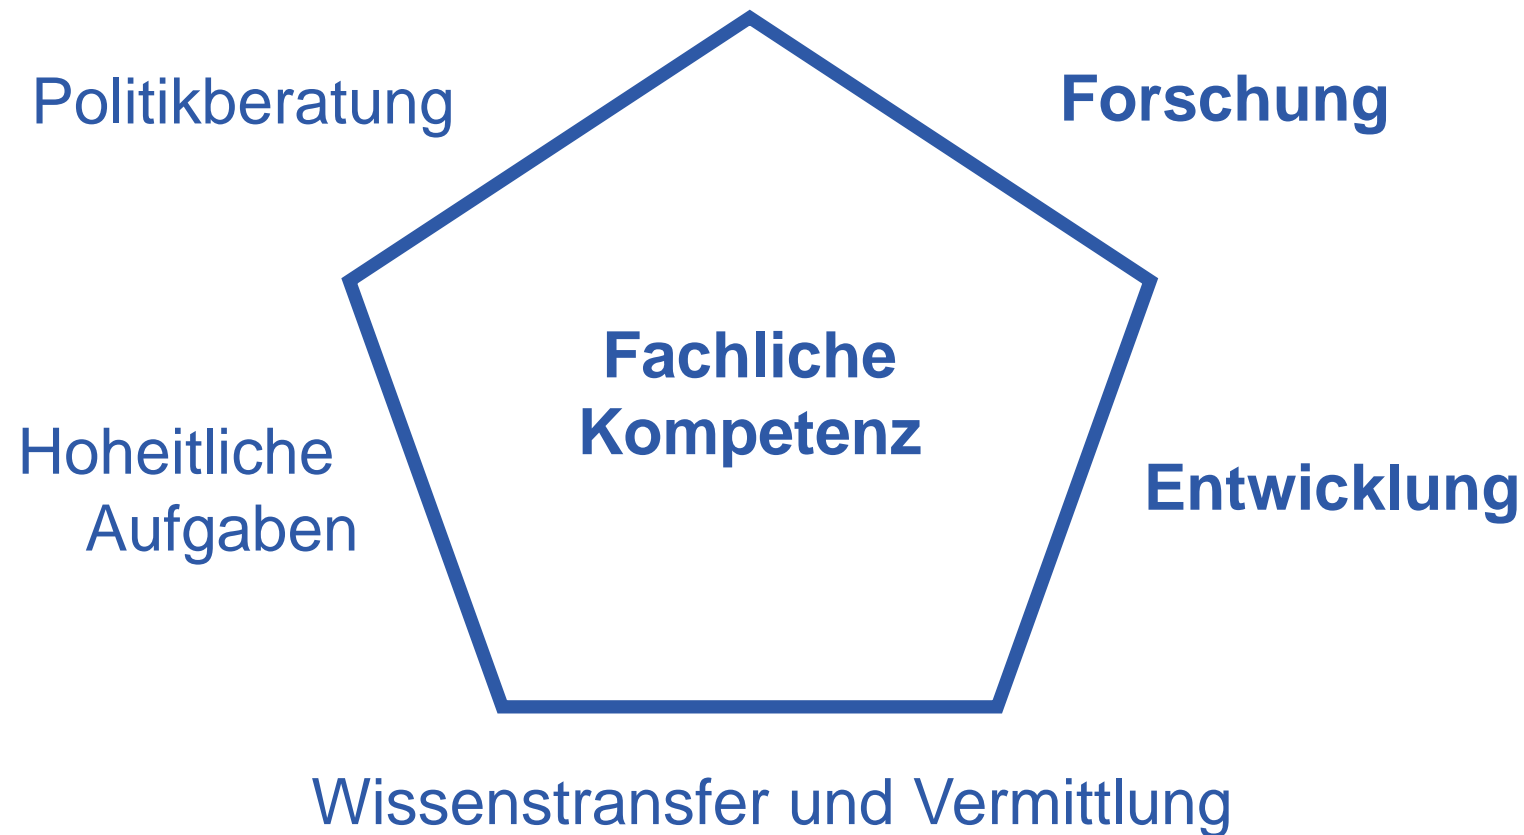 Politikberatung
Forschung
Fachliche
Kompetenz
Hoheitliche
Aufgaben
Entwicklung
Wissenstransfer und Vermittlung